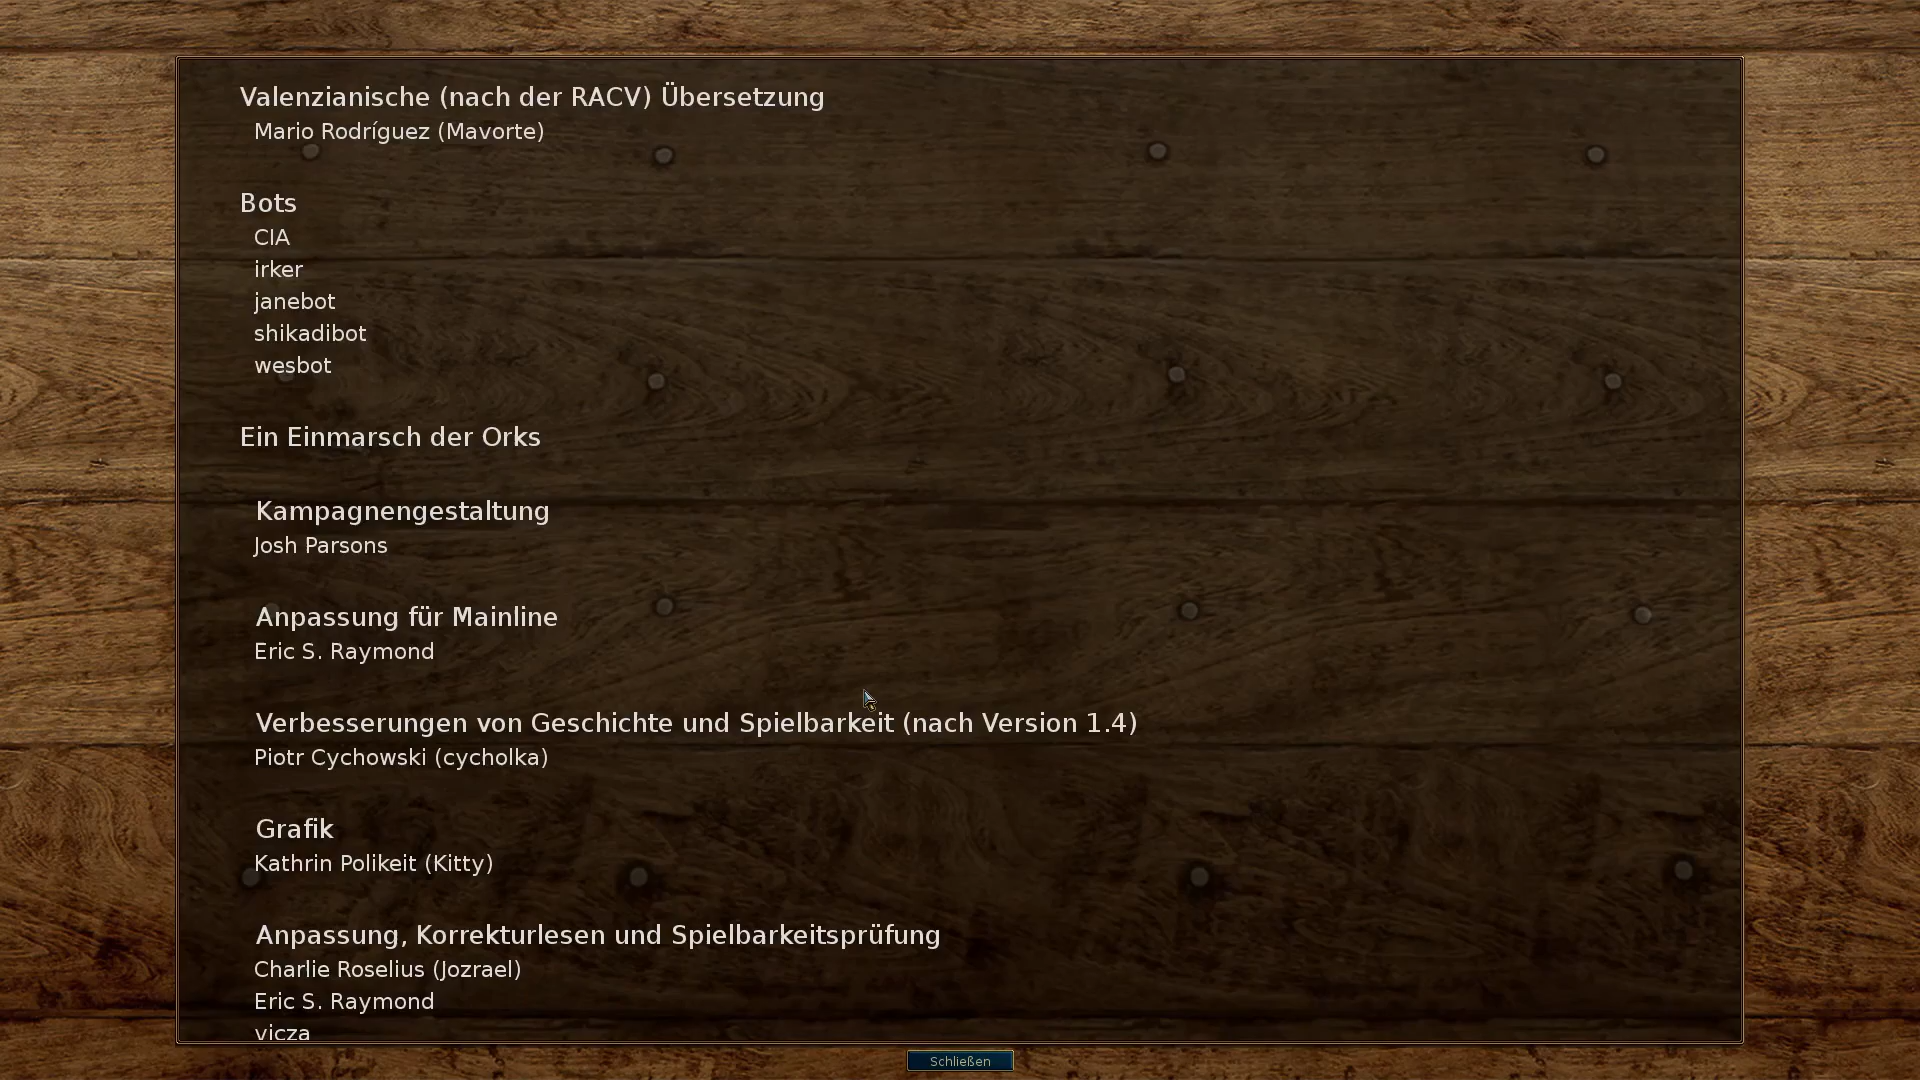 Valenzianische (nach der RACV) Übersetzung
Mario Rodríguez (Mavorte)
Bots
CIA
irker
janebot
shikadibot
wesbot
Ein Einmarsch der Orks
Kampagnengestaltung
Josh Parsons
Anpassung für Mainline
Eric S. Raymond
Verbesserungen von Geschichte und Spielbarkeit (nach Version 1.4)
Piotr Cychowski (cycholka)
Grafik
Kathrin Polikeit (Kitty)
Anpassung, Korrekturlesen und Spielbarkeitsprüfung
Charlie Roselius (Jozrael)
Eric S. Raymond
vicza
Schließen